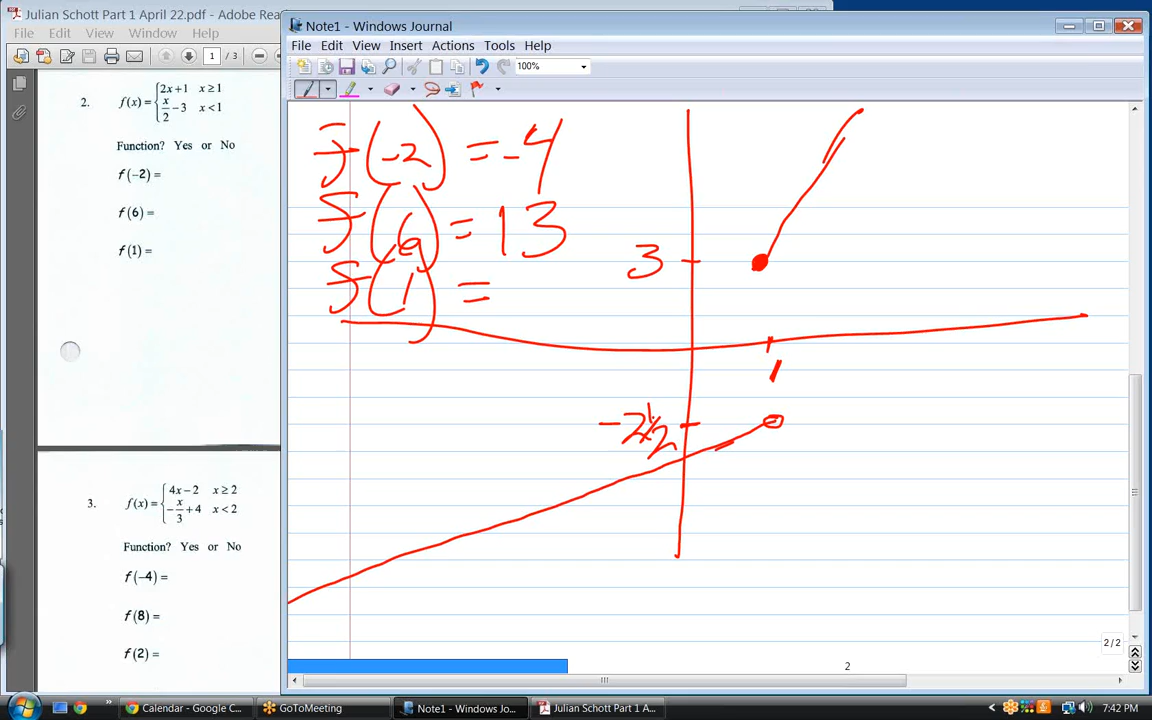 Julian Schott Part 1 April 22.pdf - Adobe Rea
File Edit View Window Help
1 / 3
2.
f(x) = { 2x+1 x≥1
x/2 −3 x<1
Function? Yes or No
f(−2) =
f(6) =
f(1) =
3.
f(x) = { 4x−2 x≥2
−x/3 +4 x<2
Function? Yes or No
f(−4) =
f(8) =
f(2) =
Note1 - Windows Journal
File Edit View Insert Actions Tools Help
100%
f(-2) = -4
f(6) = 13
f(1) =
3
1
-2 1/2
2/2
2
Calendar - Google C...
GoToMeeting
Note1 - Windows Jo...
Julian Schott Part 1 A...
7:42 PM